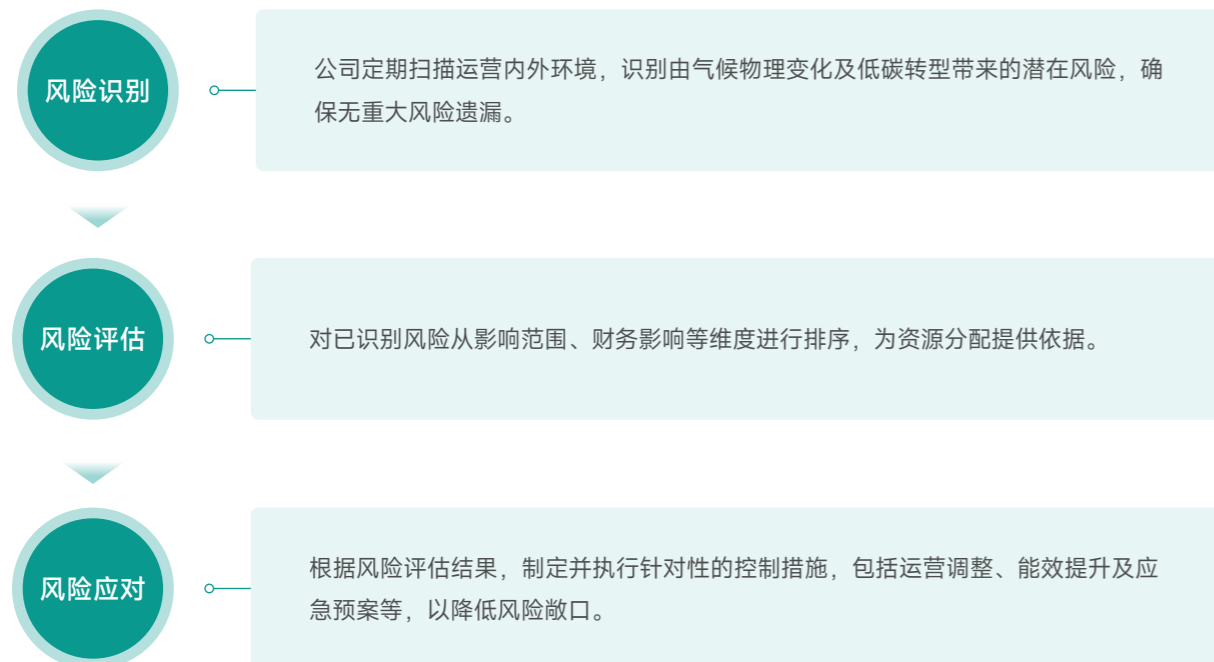 风险识别
公司定期扫描运营内外环境，识别由气候物理变化及低碳转型带来的潜在风险，确
保无重大风险遗漏。
风险评估
对已识别风险从影响范围、财务影响等维度进行排序，为资源分配提供依据。
风险应对
根据风险评估结果，制定并执行针对性的控制措施，包括运营调整、能效提升及应
急预案等，以降低风险敞口。